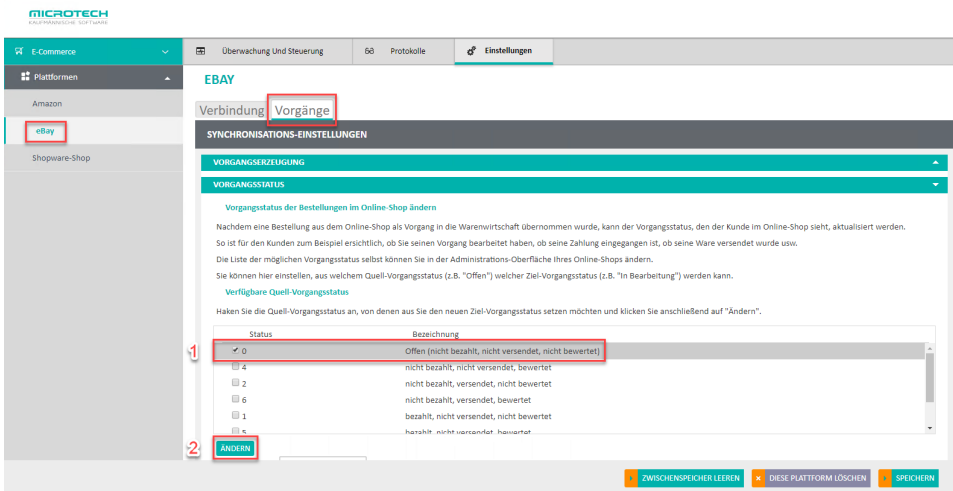 MICROTECH
KAUFMÄNNISCHE SOFTWARE
E-Commerce
Überwachung Und Steuerung
Protokolle
Einstellungen
Plattformen
Amazon
eBay
Shopware-Shop
EBAY
Verbindung
Vorgänge
SYNCHRONISATIONS-EINSTELLUNGEN
VORGANGSERZEUGUNG
VORGANGSSTATUS
Vorgangsstatus der Bestellungen im Online-Shop ändern
Nachdem eine Bestellung aus dem Online-Shop als Vorgang in die Warenwirtschaft übernommen wurde, kann der Vorgangsstatus, den der Kunde im Online-Shop sieht, aktualisiert werden.
So ist für den Kunden zum Beispiel ersichtlich, ob Sie seinen Vorgang bearbeitet haben, ob seine Zahlung eingegangen ist, ob seine Ware versendet wurde usw.
Die Liste der möglichen Vorgangsstatus selbst können Sie in der Administrations-Oberfläche Ihres Online-Shops ändern.
Sie können hier einstellen, aus welchem Quell-Vorgangsstatus (z.B. "Offen") welcher Ziel-Vorgangsstatus (z.B. "In Bearbeitung") werden kann.
Verfügbare Quell-Vorgangsstatus
Haken Sie die Quell-Vorgangsstatus an, von denen aus Sie den neuen Ziel-Vorgangsstatus setzen möchten und klicken Sie anschließend auf "Ändern".
Status Bezeichnung
1 0 Offen (nicht bezahlt, nicht versendet, nicht bewertet)
4 nicht bezahlt, nicht versendet, bewertet
2 nicht bezahlt, versendet, nicht bewertet
6 nicht bezahlt, versendet, bewertet
1 bezahlt, nicht versendet, nicht bewertet
5 bezahlt, nicht versendet, bewertet
2 ÄNDERN
ZWISCHENSPEICHER LEEREN
DIESE PLATTFORM LÖSCHEN
SPEICHERN